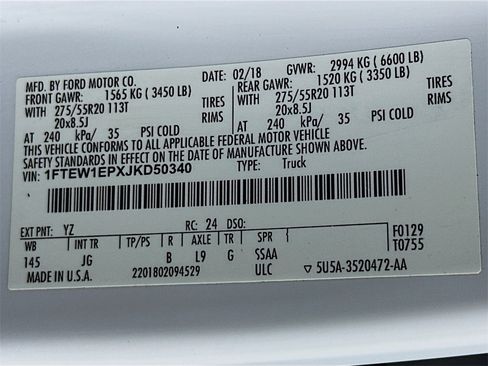 MFD. BY FORD MOTOR CO. DATE: 02/18 GVWR: 2994 KG ( 6600 LB)
FRONT GAWR: 1565 KG ( 3450 LB) REAR GAWR: 1520 KG ( 3350 LB)
WITH 275/55R20 113T TIRES WITH 275/55R20 113T TIRES
20x8.5J RIMS 20x8.5J RIMS
AT 240 kPa/ 35 PSI COLD AT 240 kPa/ 35 PSI COLD
THIS VEHICLE CONFORMS TO ALL APPLICABLE FEDERAL MOTOR VEHICLE
SAFETY STANDARDS IN EFFECT ON THE DATE OF MANUFACTURE SHOWN ABOVE.
VIN: 1FTEW1EPXJKD50340 TYPE: Truck
EXT PNT: YZ RC: 24 DSO: F0129
WB INT TR TP/PS R AXLE TR SPR T0755
145 JG B L9 G SSAA
MADE IN U.S.A. 2201802094529 ULC ▽ 5U5A-3520472-AA